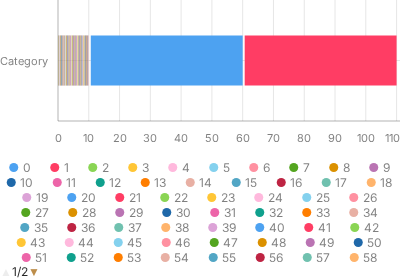 Category
0 10 20 30 40 50 60 70 80 90 100 110
0 1 2 3 4 5 6 7 8 9
10 11 12 13 14 15 16 17 18
19 20 21 22 23 24 25 26
27 28 29 30 31 32 33 34
35 36 37 38 39 40 41 42
43 44 45 46 47 48 49 50
51 52 53 54 55 56 57 58
1/2